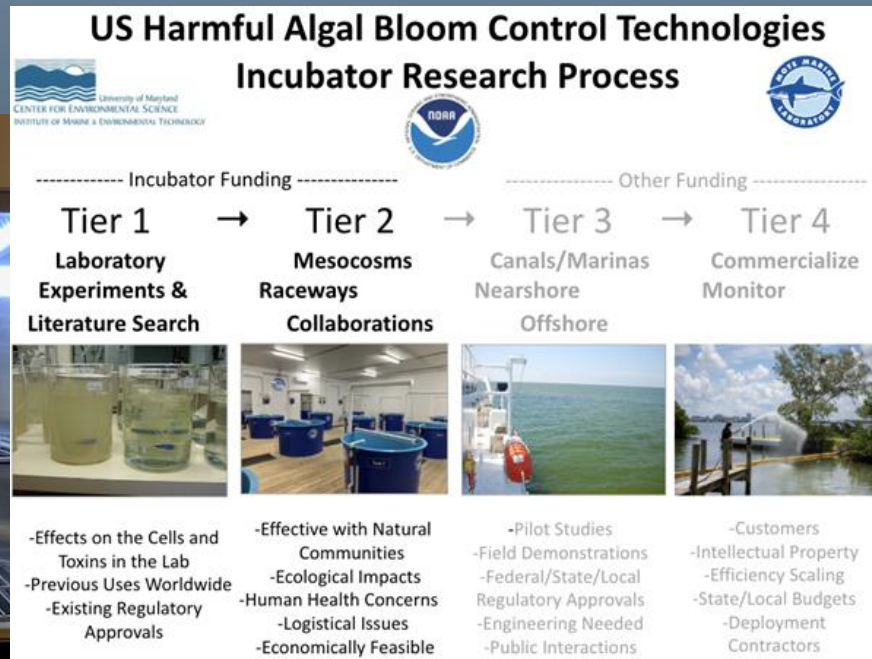 US Harmful Algal Bloom Control Technologies
Incubator Research Process
University of Maryland
CENTER FOR ENVIRONMENTAL SCIENCE
INSTITUTE OF MARINE & ENVIRONMENTAL TECHNOLOGY
NOAA
MOTE MARINE
LABORATORY
------------- Incubator Funding ---------------
---------------- Other Funding -----------------
Tier 1 → Tier 2 → Tier 3 → Tier 4
Laboratory
Experiments &
Literature Search
Mesocosms
Raceways
Collaborations
Canals/Marinas
Nearshore
Offshore
Commercialize
Monitor
-Effects on the Cells and
Toxins in the Lab
-Previous Uses Worldwide
-Existing Regulatory
Approvals
-Effective with Natural
Communities
-Ecological Impacts
-Human Health Concerns
-Logistical Issues
-Economically Feasible
-Pilot Studies
-Field Demonstrations
-Federal/State/Local
Regulatory Approvals
-Engineering Needed
-Public Interactions
-Customers
-Intellectual Property
-Efficiency Scaling
-State/Local Budgets
-Deployment
Contractors